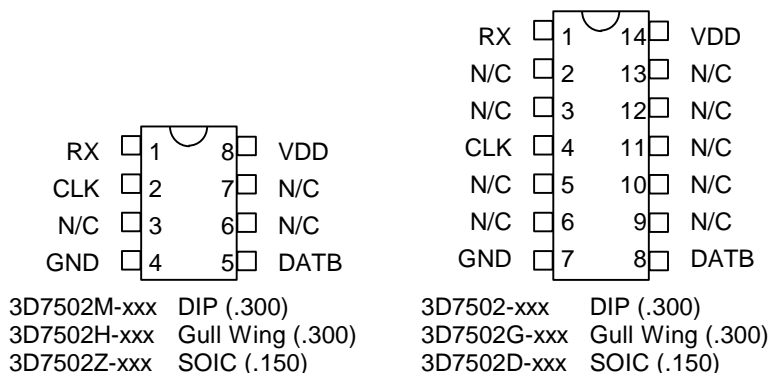 RX 1 8 VDD
CLK 2 7 N/C
N/C 3 6 N/C
GND 4 5 DATB
3D7502M-xxx DIP (.300)
3D7502H-xxx Gull Wing (.300)
3D7502Z-xxx SOIC (.150)
RX 1 14 VDD
N/C 2 13 N/C
N/C 3 12 N/C
CLK 4 11 N/C
N/C 5 10 N/C
N/C 6 9 N/C
GND 7 8 DATB
3D7502-xxx DIP (.300)
3D7502G-xxx Gull Wing (.300)
3D7502D-xxx SOIC (.150)